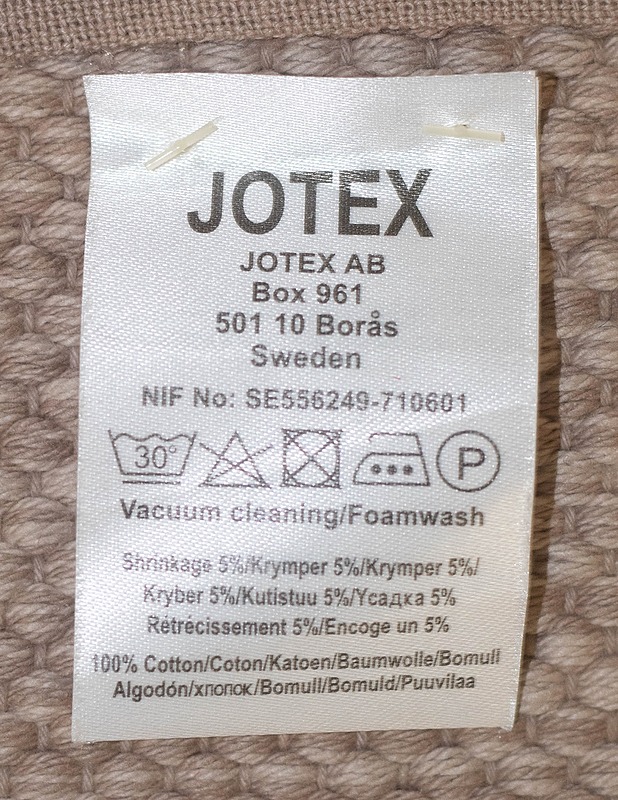 JOTEX
JOTEX AB
Box 961
501 10 Borås
Sweden
NIF No: SE556249-710601
30° P
Vacuum cleaning/Foamwash
Shrinkage 5%/Krymper 5%/Krymper 5%/
Kryber 5%/Kutistuu 5%/Усадка 5%
Rétrecissement 5%/Encoge un 5%
100% Cotton/Coton/Katoen/Baumwolle/Bomull
Algodón/хлопок/Bomull/Bomuld/Puuvilaa